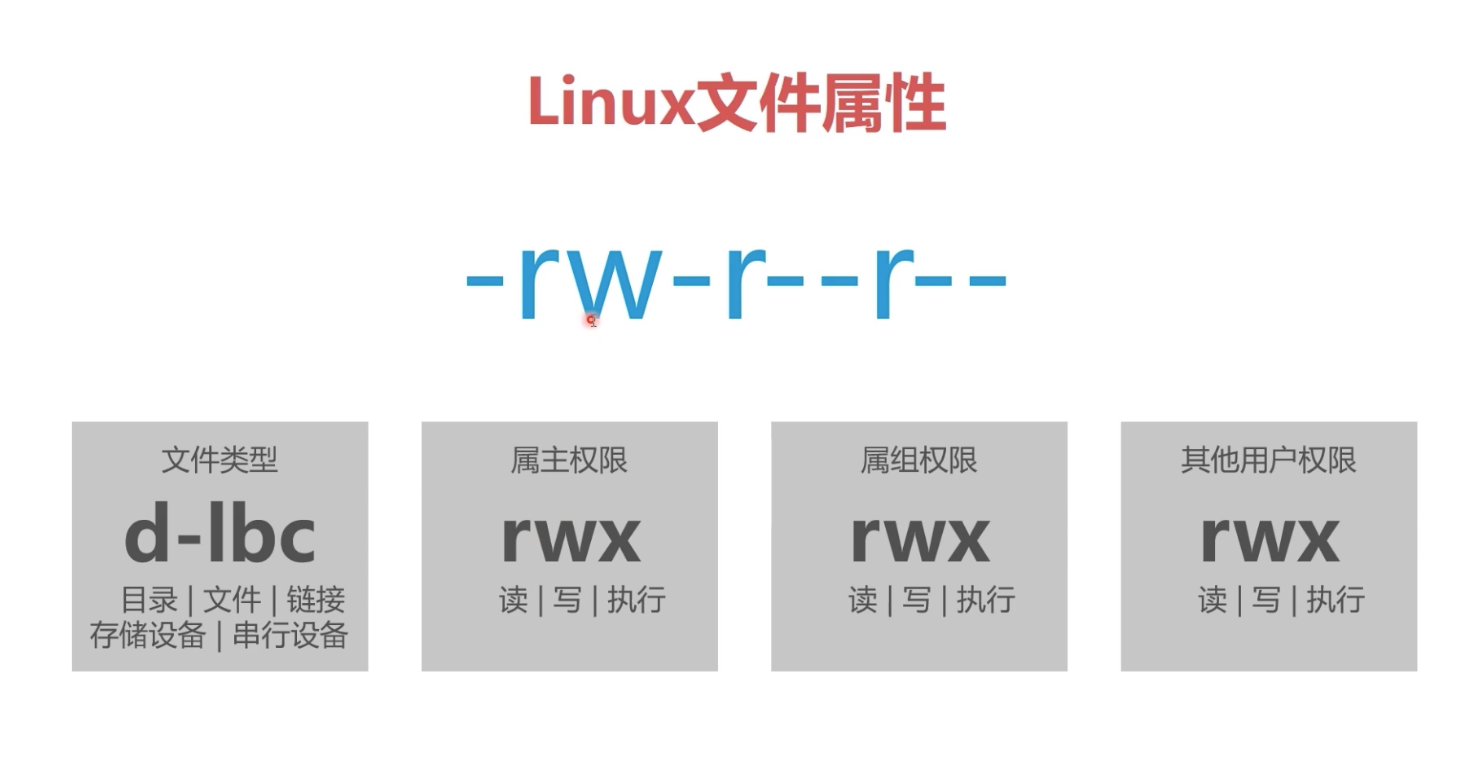 Linux文件属性
-rw-r--r--
文件类型
d-lbc
目录 | 文件 | 链接
存储设备 | 串行设备
属主权限
rwx
读 | 写 | 执行
属组权限
rwx
读 | 写 | 执行
其他用户权限
rwx
读 | 写 | 执行